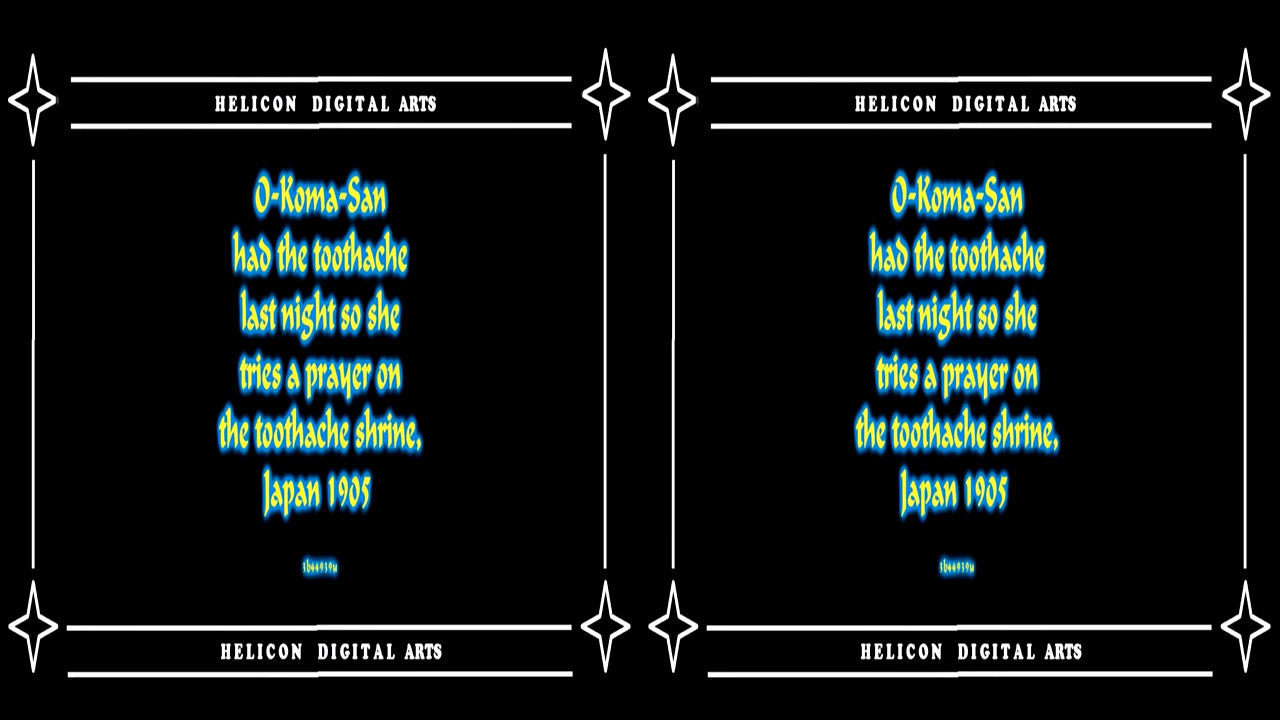 HELICON DIGITAL ARTS
O-Koma-San
had the toothache
last night so she
tries a prayer on
the toothache shrine,
Japan 1905
3b44939u
HELICON DIGITAL ARTS
HELICON DIGITAL ARTS
O-Koma-San
had the toothache
last night so she
tries a prayer on
the toothache shrine,
Japan 1905
3b44939u
HELICON DIGITAL ARTS